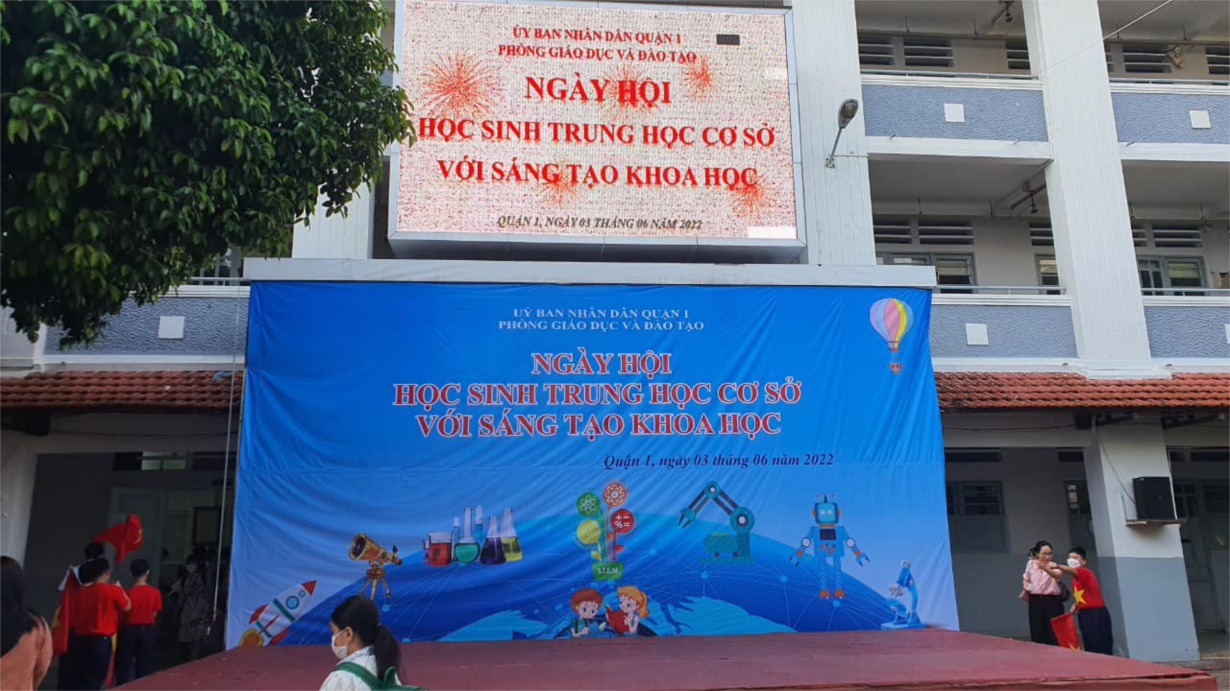 ỦY BAN NHÂN DÂN QUẬN 1
PHÒNG GIÁO DỤC VÀ ĐÀO TẠO
NGÀY HỘI
HỌC SINH TRUNG HỌC CƠ SỞ
VỚI SÁNG TẠO KHOA HỌC
QUẬN 1, NGÀY 03 THÁNG 06 NĂM 2022
UỶ BAN NHÂN DÂN QUẬN 1
PHÒNG GIÁO DỤC VÀ ĐÀO TẠO
NGÀY HỘI
HỌC SINH TRUNG HỌC CƠ SỞ
VỚI SÁNG TẠO KHOA HỌC
Quận 1, ngày 03 tháng 06 năm 2022
S.T.E.M